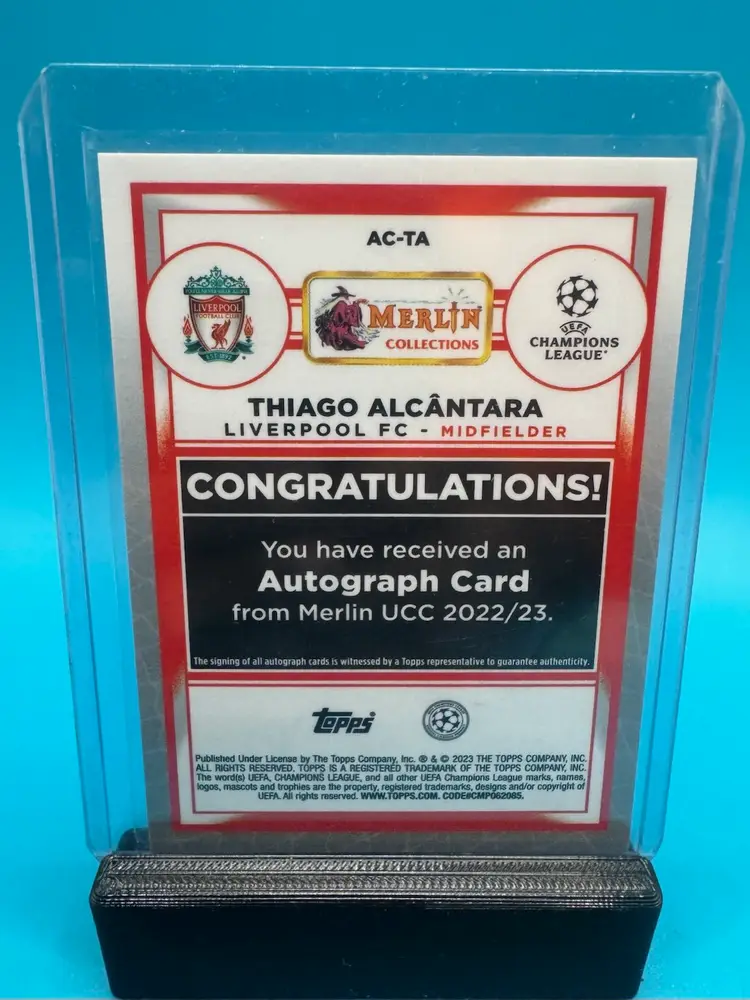 AC-TA
LIVERPOOL
FOOTBALL CLUB
EST·1892
MERLIN
COLLECTIONS
UEFA
CHAMPIONS
LEAGUE
THIAGO ALCÂNTARA
LIVERPOOL FC - MIDFIELDER
CONGRATULATIONS!
You have received an
Autograph Card
from Merlin UCC 2022/23.
The signing of all autograph cards is witnessed by a Topps representative to guarantee authenticity.
topps
Published Under License by The Topps Company, Inc. ® & © 2023 THE TOPPS COMPANY, INC.
ALL RIGHTS RESERVED. TOPPS IS A REGISTERED TRADEMARK OF THE TOPPS COMPANY, INC.
The word(s) UEFA, CHAMPIONS LEAGUE, and all other UEFA Champions League marks, names,
logos, mascots and trophies are the property, registered trademarks, designs and/or copyright of
UEFA. All rights reserved. WWW.TOPPS.COM. CODE#CMP062085.